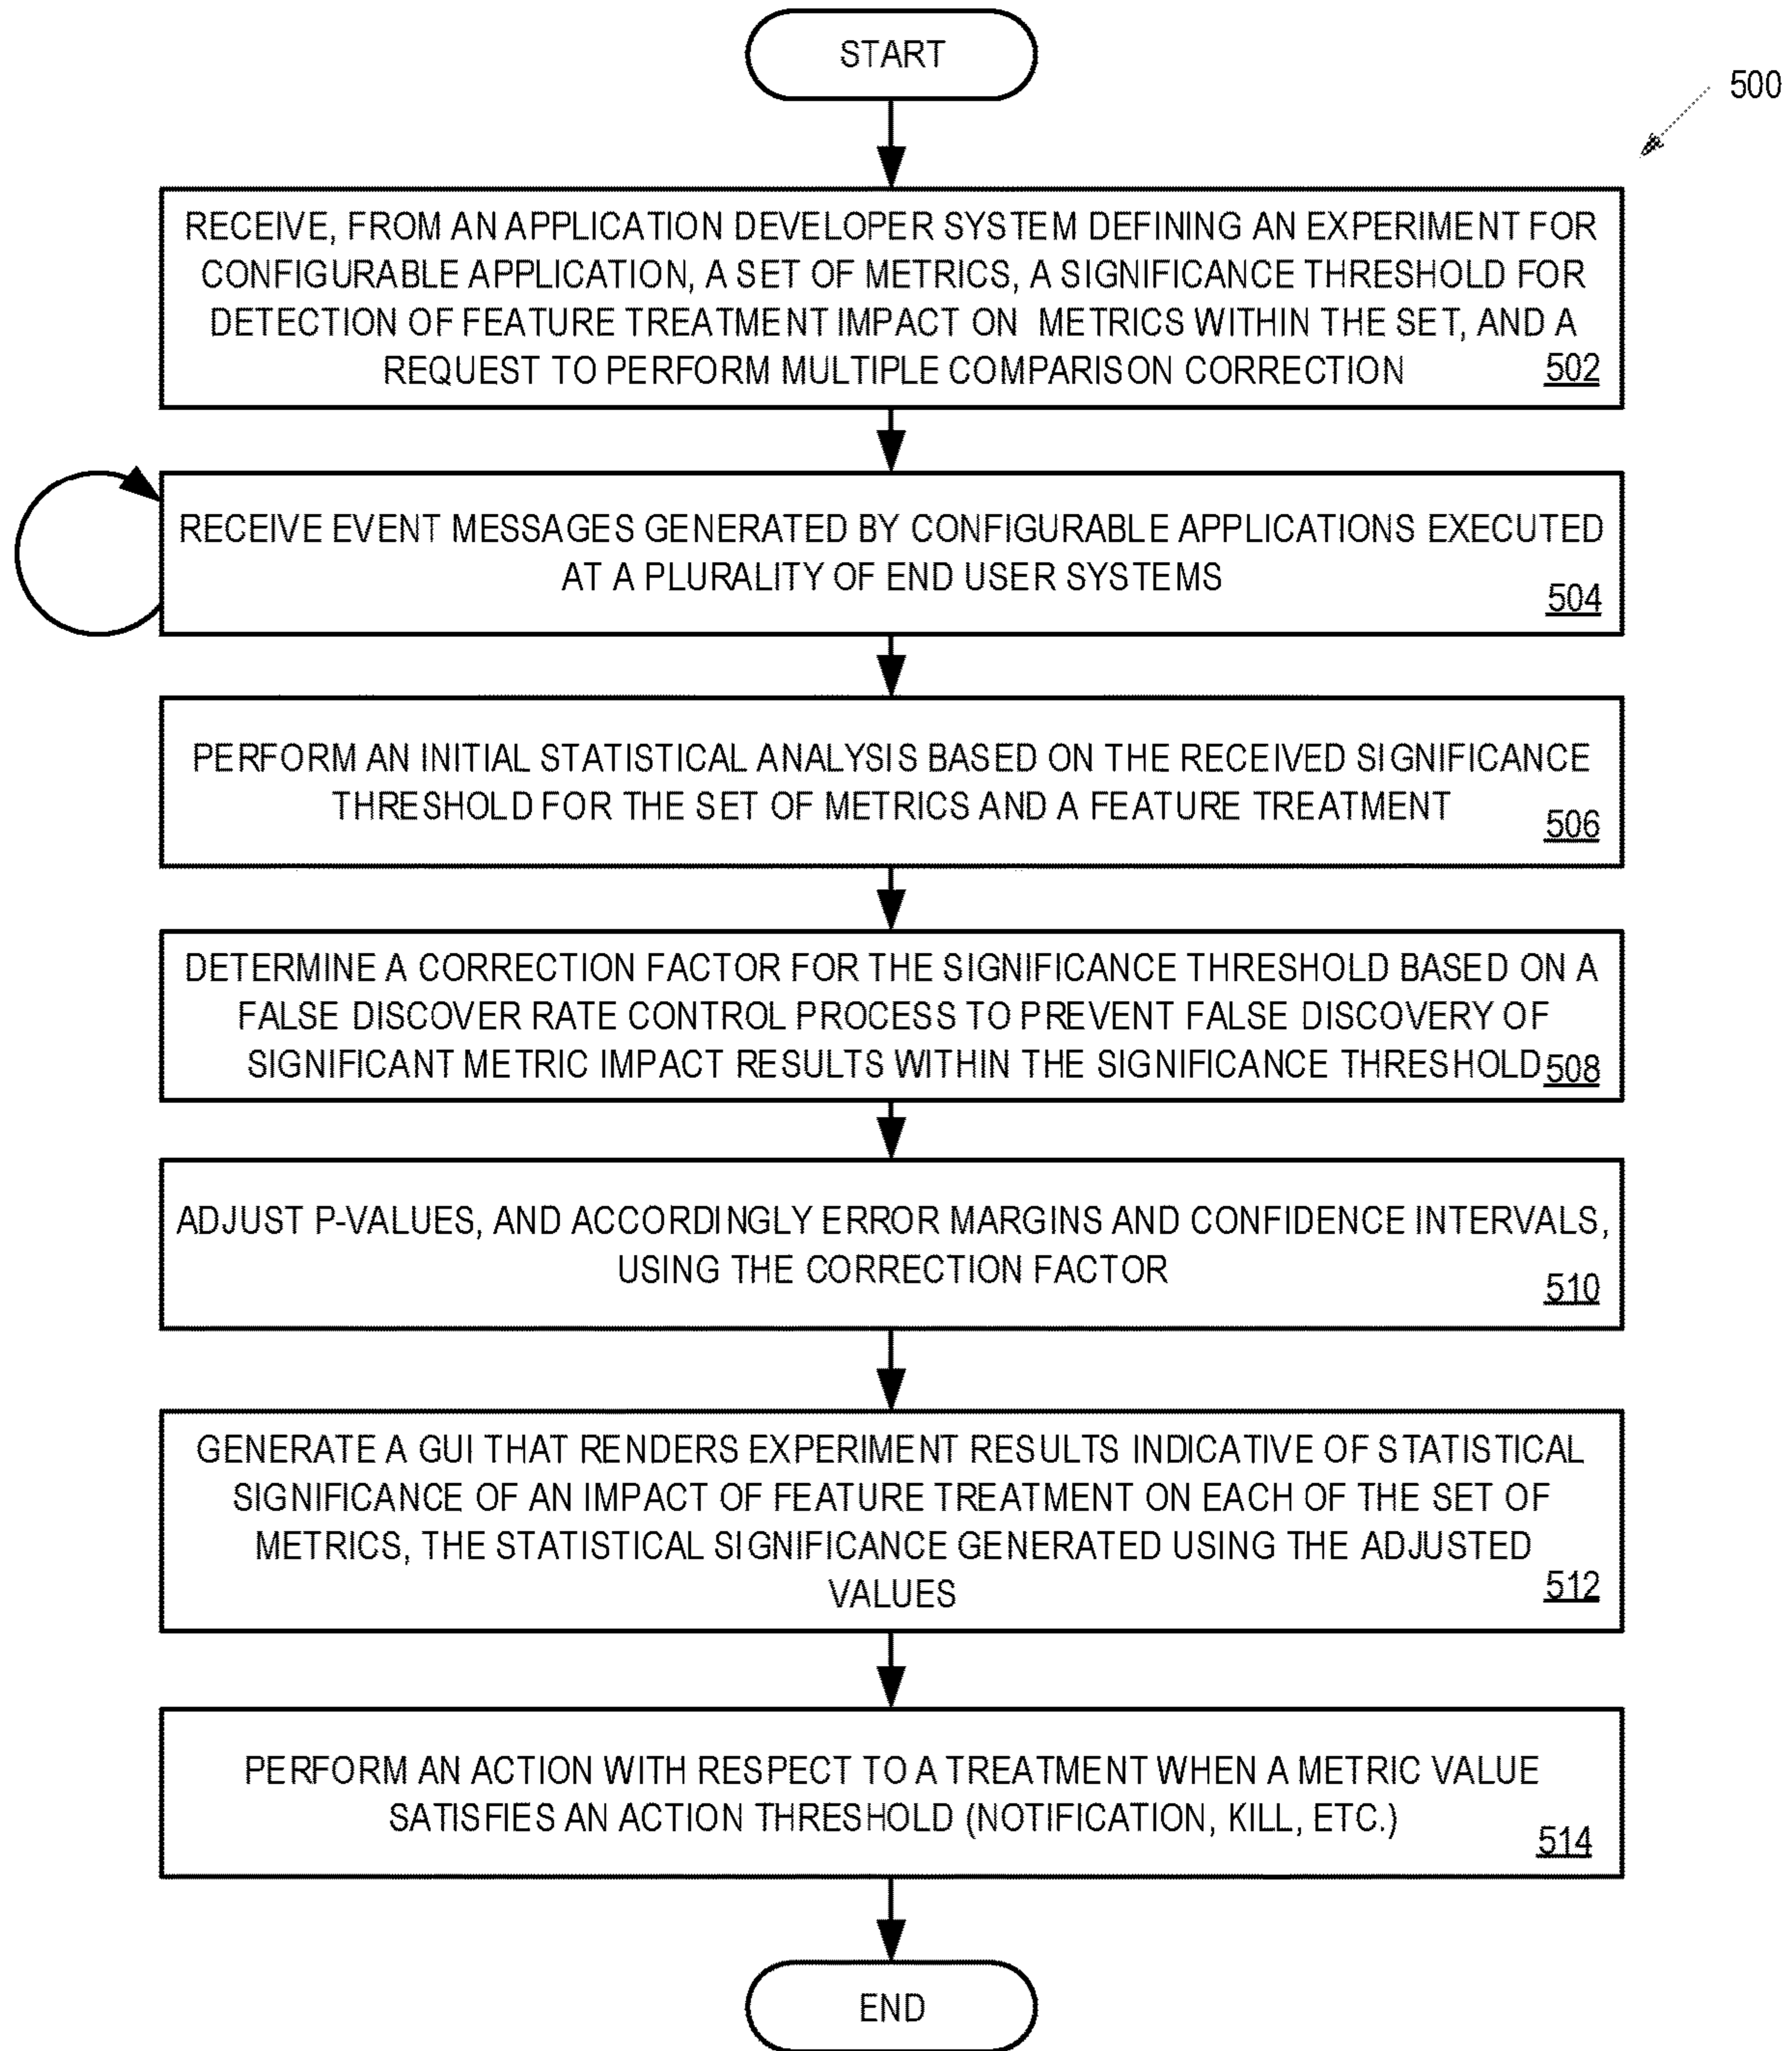 START
500
RECEIVE, FROM AN APPLICATION DEVELOPER SYSTEM DEFINING AN EXPERIMENT FOR
CONFIGURABLE APPLICATION, A SET OF METRICS, A SIGNIFICANCE THRESHOLD FOR
DETECTION OF FEATURE TREATMENT IMPACT ON METRICS WITHIN THE SET, AND A
REQUEST TO PERFORM MULTIPLE COMPARISON CORRECTION
502
RECEIVE EVENT MESSAGES GENERATED BY CONFIGURABLE APPLICATIONS EXECUTED
AT A PLURALITY OF END USER SYSTEMS
504
PERFORM AN INITIAL STATISTICAL ANALYSIS BASED ON THE RECEIVED SIGNIFICANCE
THRESHOLD FOR THE SET OF METRICS AND A FEATURE TREATMENT
506
DETERMINE A CORRECTION FACTOR FOR THE SIGNIFICANCE THRESHOLD BASED ON A
FALSE DISCOVER RATE CONTROL PROCESS TO PREVENT FALSE DISCOVERY OF
SIGNIFICANT METRIC IMPACT RESULTS WITHIN THE SIGNIFICANCE THRESHOLD
508
ADJUST P-VALUES, AND ACCORDINGLY ERROR MARGINS AND CONFIDENCE INTERVALS,
USING THE CORRECTION FACTOR
510
GENERATE A GUI THAT RENDERS EXPERIMENT RESULTS INDICATIVE OF STATISTICAL
SIGNIFICANCE OF AN IMPACT OF FEATURE TREATMENT ON EACH OF THE SET OF
METRICS, THE STATISTICAL SIGNIFICANCE GENERATED USING THE ADJUSTED
VALUES
512
PERFORM AN ACTION WITH RESPECT TO A TREATMENT WHEN A METRIC VALUE
SATISFIES AN ACTION THRESHOLD (NOTIFICATION, KILL, ETC.)
514
END